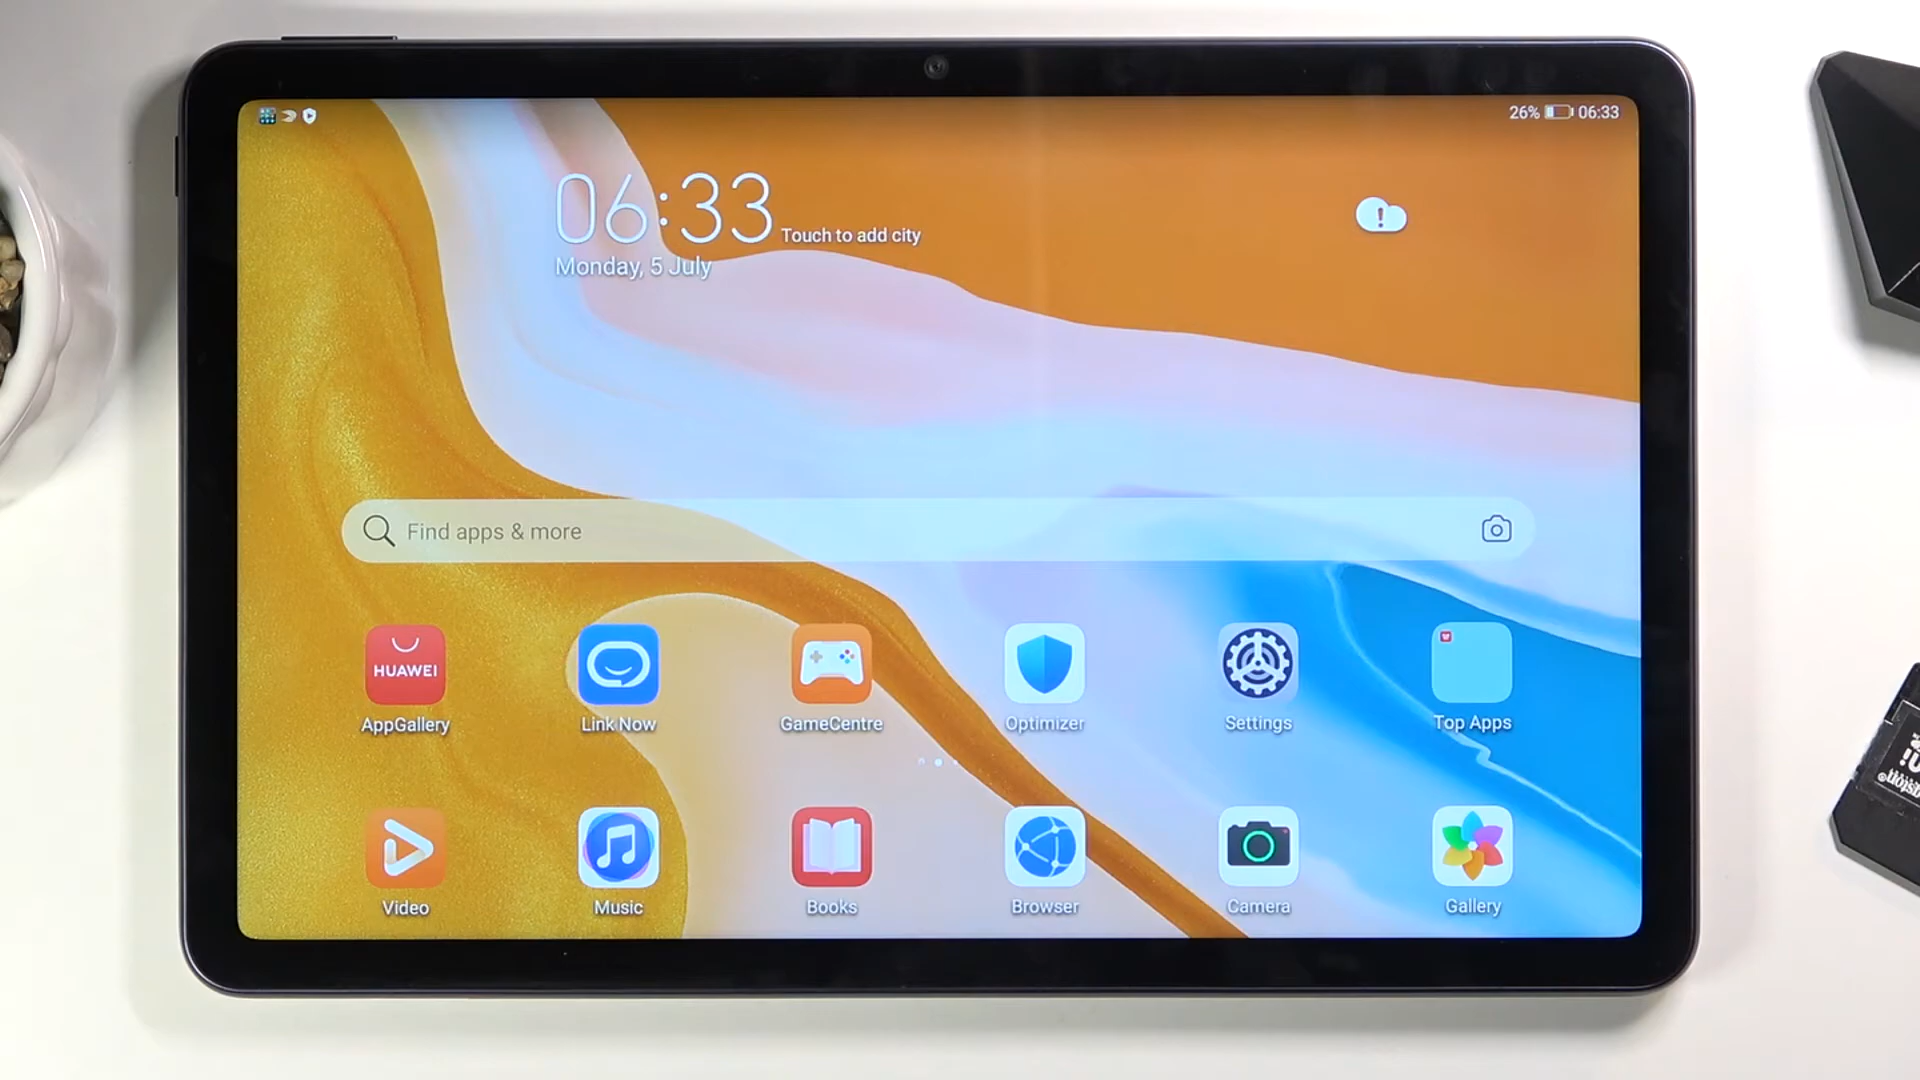 26% 06:33
06:33 Touch to add city
Monday, 5 July
Find apps & more
HUAWEI
AppGallery Link Now GameCentre Optimizer Settings Top Apps
Video Music Books Browser Camera Gallery